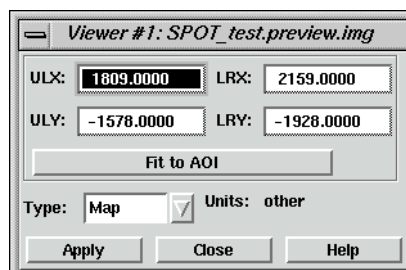 Viewer #1: SPOT_test.preview.img
ULX: 1809.0000 LRX: 2159.0000
ULY: -1578.0000 LRY: -1928.0000
Fit to AOI
Type: Map Units: other
Apply Close Help